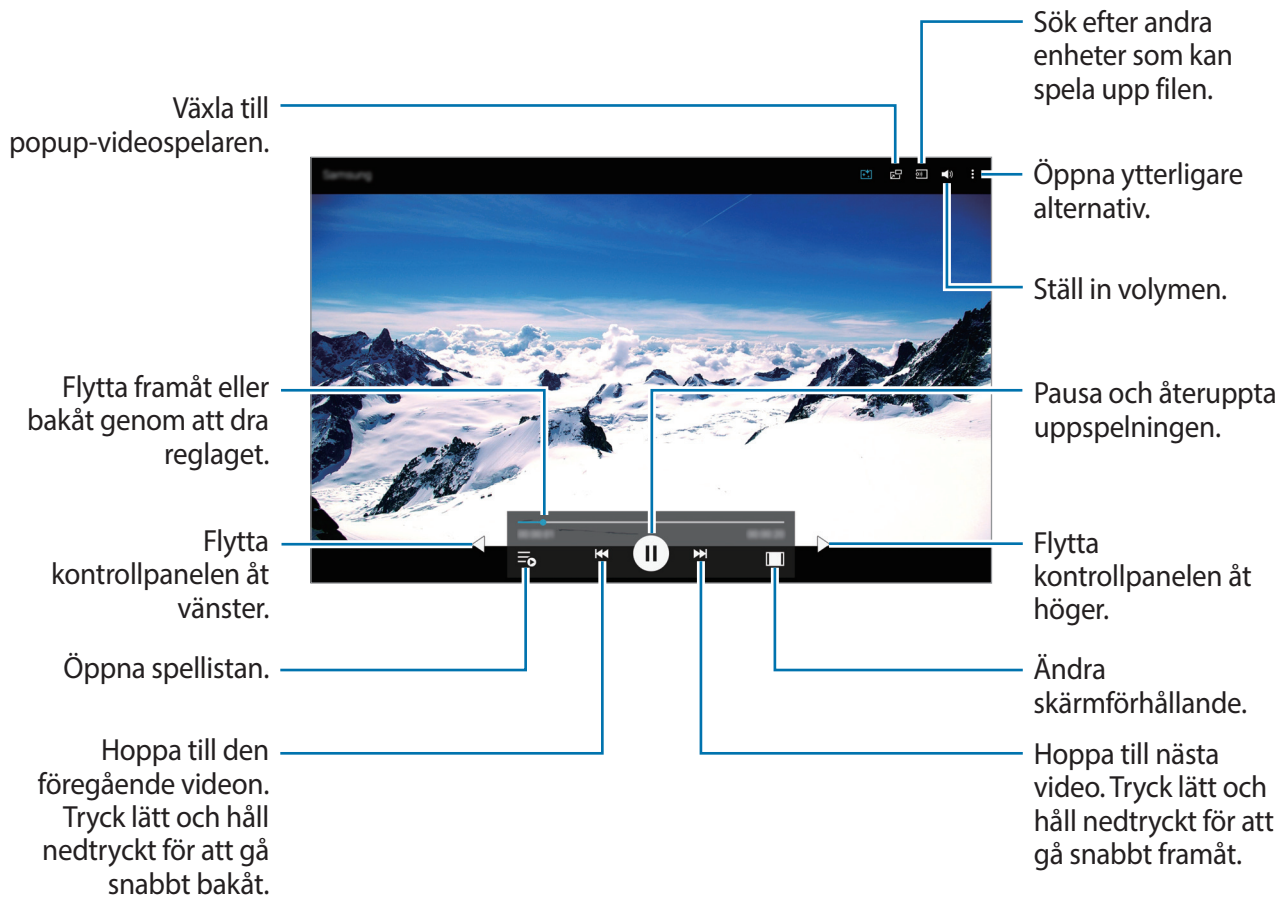 Sök efter andra
enheter som kan
spela upp filen.
Växla till
popup-videospelaren.
Samsung
Öppna ytterligare
alternativ.
Ställ in volymen.
Flytta framåt eller
bakåt genom att dra
reglaget.
Pausa och återuppta
uppspelningen.
Flytta
kontrollpanelen åt
vänster.
Flytta
kontrollpanelen åt
höger.
Öppna spellistan.
Ändra
skärmförhållande.
Hoppa till den
föregående videon.
Tryck lätt och håll
nedtryckt för att gå
snabbt bakåt.
Hoppa till nästa
video. Tryck lätt och
håll nedtryckt för att
gå snabbt framåt.